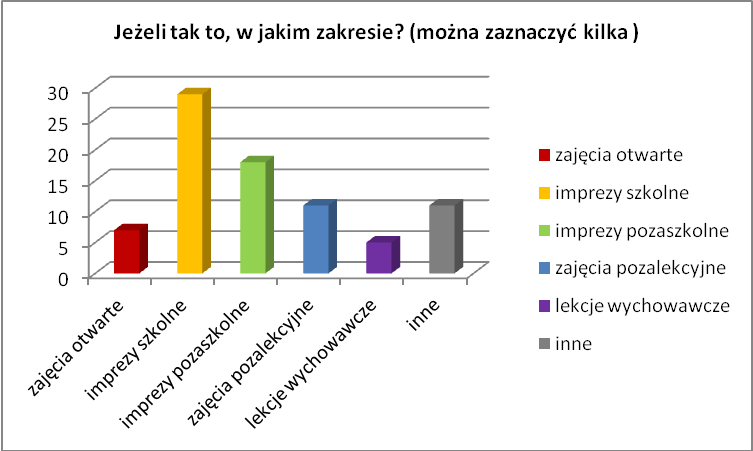 Jeżeli tak to, w jakim zakresie? (można zaznaczyć kilka )
30
25
20
15
10
5
0
zajęcia otwarte
imprezy szkolne
imprezy pozaszkolne
zajęcia pozalekcyjne
lekcje wychowawcze
inne
zajęcia otwarte
imprezy szkolne
imprezy pozaszkolne
zajęcia pozalekcyjne
lekcje wychowawcze
inne